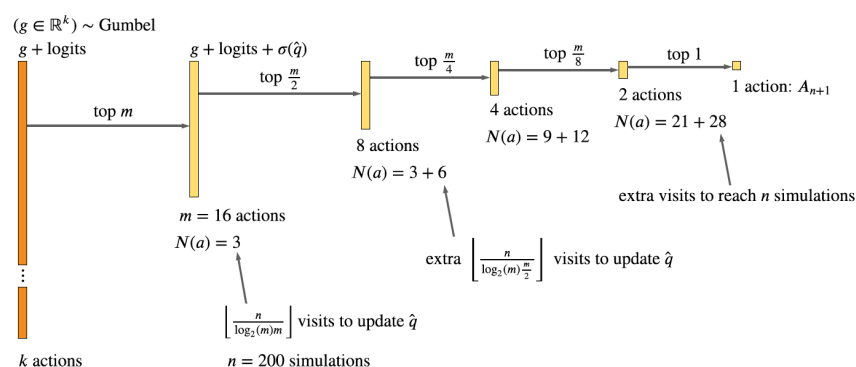 (g ∈ ℝ^k) ~ Gumbel
g + logits
g + logits + σ(q̂)
top m
top m/2
top m/4
top m/8
top 1
8 actions
N(a) = 3 + 6
4 actions
N(a) = 9 + 12
2 actions
N(a) = 21 + 28
1 action: A_{n+1}
m = 16 actions
N(a) = 3
extra visits to reach n simulations
extra ⌊n/(log₂(m) m/2)⌋ visits to update q̂
⌊n/(log₂(m)m)⌋ visits to update q̂
k actions
n = 200 simulations